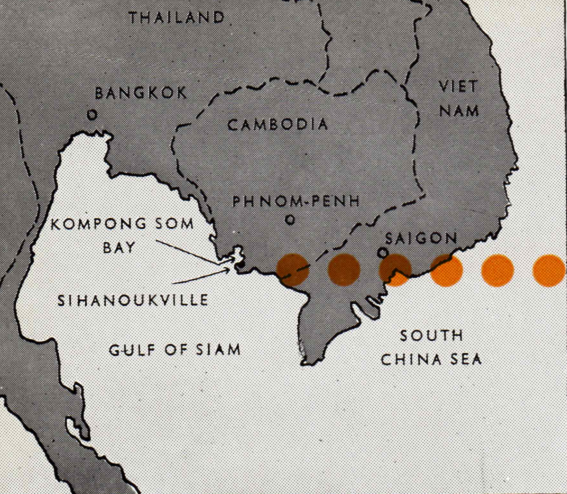 THAILAND
BANGKOK
VIET
NAM
CAMBODIA
PHNOM-PENH
KOMPONG SOM
BAY
SAIGON
SIHANOUKVILLE
GULF OF SIAM
SOUTH
CHINA SEA